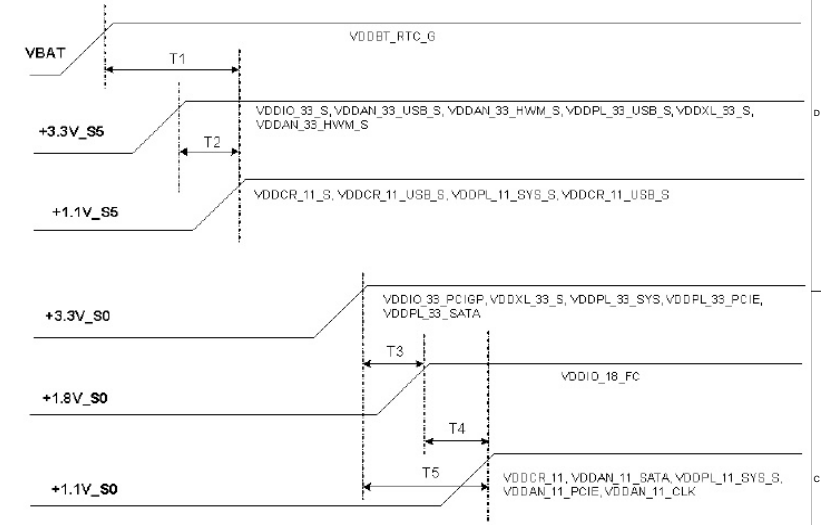 VDDBT_RTC_G
VBAT
T1
VDDIO_33_S, VDDAN_33_USB_S, VDDAN_33_HWM_S, VDDPL_33_USB_S, VDDXL_33_S,
VDDAN_33_HWM_S
D
+3.3V_S5
T2
VDDCR_11_S, VDDCR_11_USB_S, VDDPL_11_SYS_S, VDDCR_11_USB_S
+1.1V_S5
VDDIO_33_PCIGP, VDDXL_33_S, VDDPL_33_SYS, VDDPL_33_PCIE,
VDDPL_33_SATA
+3.3V_S0
T3
VDDIO_18_FC
+1.8V_S0
T4
T5
VDDCR_11, VDDAN_11_SATA, VDDPL_11_SYS_S,
VDDAN_11_PCIE, VDDAN_11_CLK
C
+1.1V_S0